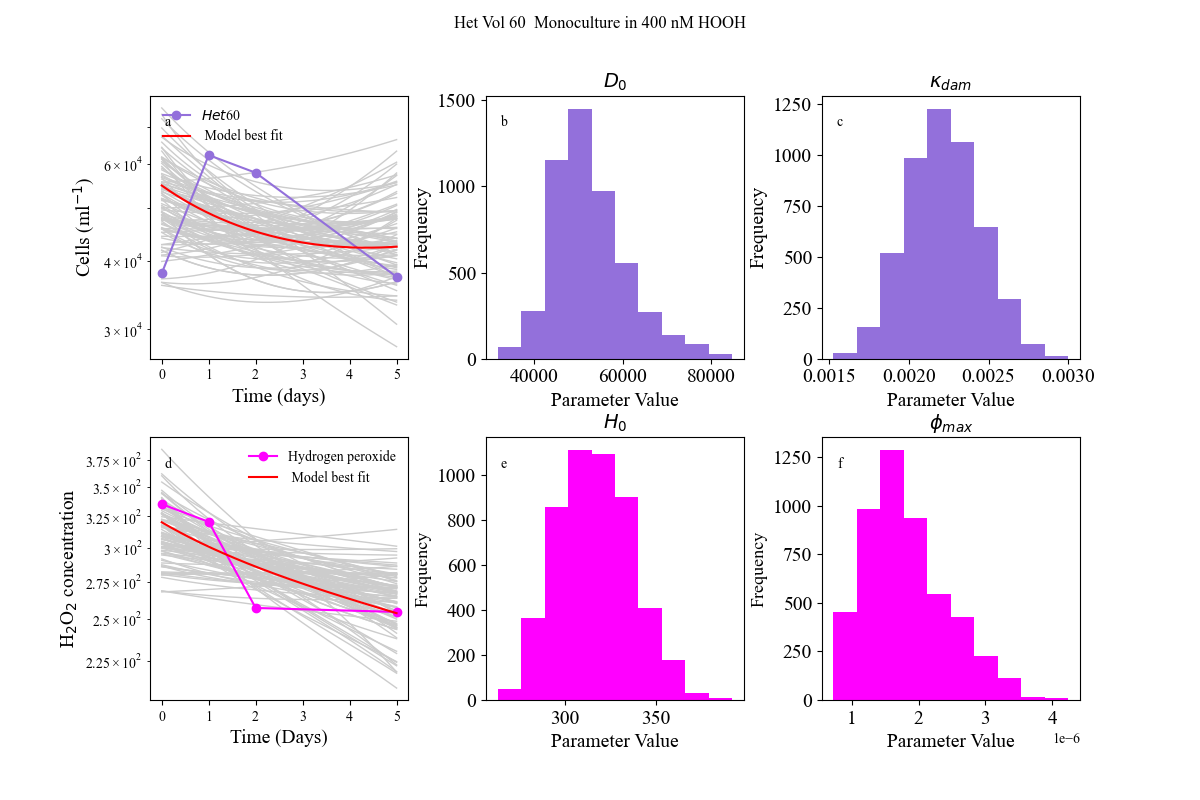 Het Vol 60  Monoculture in 400 nM HOOH
D₀
κ_dam
a
Het60
Model best fit
6 × 10⁴
4 × 10⁴
3 × 10⁴
Cells (ml⁻¹)
0 1 2 3 4 5
Time (days)
b
1500
1000
500
0
Frequency
40000 60000 80000
Parameter Value
c
1250
1000
750
500
250
0
Frequency
0.0015 0.0020 0.0025 0.0030
Parameter Value
H₀
ϕ_max
d
Hydrogen peroxide
Model best fit
3.75 × 10²
3.5 × 10²
3.25 × 10²
3 × 10²
2.75 × 10²
2.5 × 10²
2.25 × 10²
H₂O₂ concentration
0 1 2 3 4 5
Time (Days)
e
1000
800
600
400
200
0
Frequency
300 350
Parameter Value
f
1250
1000
750
500
250
0
Frequency
1 2 3 4
1e−6
Parameter Value